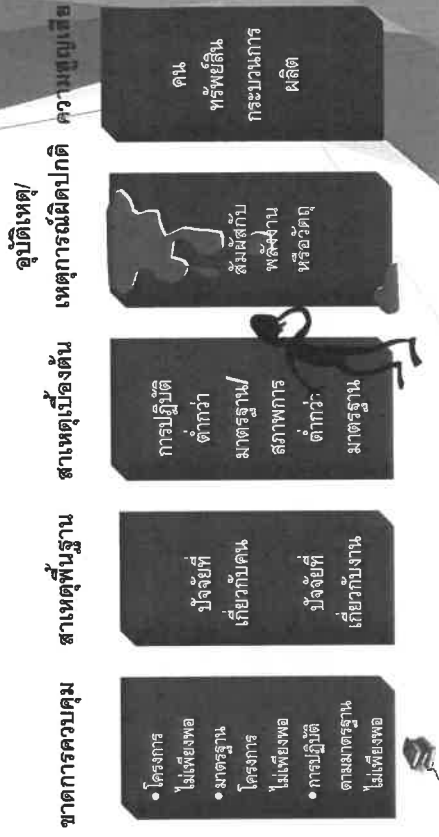 ขาดการควบคุม
• โครงการ
ไม่เพียงพอ
• มาตรฐาน
โครงการ
ไม่เพียงพอ
• การปฏิบัติ
ตามมาตรฐาน
ไม่เพียงพอ
สาเหตุพื้นฐาน
ปัจจัยที่
เกี่ยวกับคน
ปัจจัยที่
เกี่ยวกับงาน
สาเหตุเบื้องต้น
การปฏิบัติ
ต่ำกว่า
มาตรฐาน/
สภาพการ
ต่ำกว่า
มาตรฐาน
อุบัติเหตุ/
เหตุการณ์ผิดปกติ
สัมผัสกับ
พลังงาน
หรือวัตถุ
ความสูญเสีย
คน
ทรัพย์สิน
กระบวนการ
ผลิต